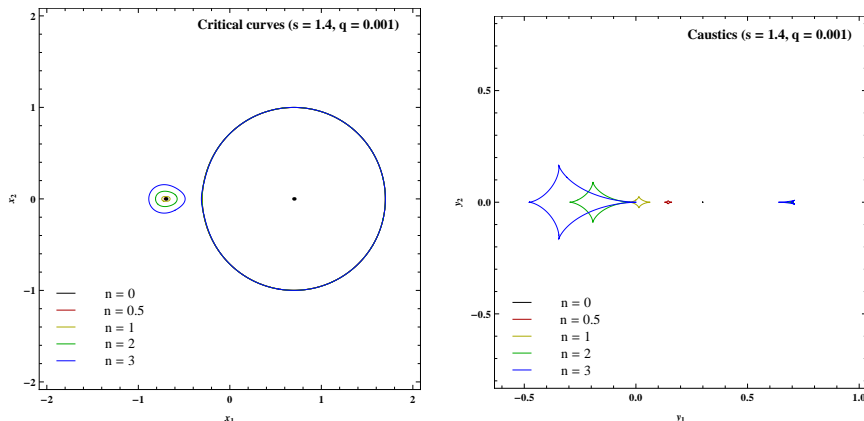 Critical curves (s = 1.4, q = 0.001)
2
1
0
−1
−2
x₂
n = 0
n = 0.5
n = 1
n = 2
n = 3
−2
−1
0
1
2
x₁
Caustics (s = 1.4, q = 0.001)
0.5
0.0
−0.5
y₂
n = 0
n = 0.5
n = 1
n = 2
n = 3
−0.5
0.0
0.5
1.0
y₁